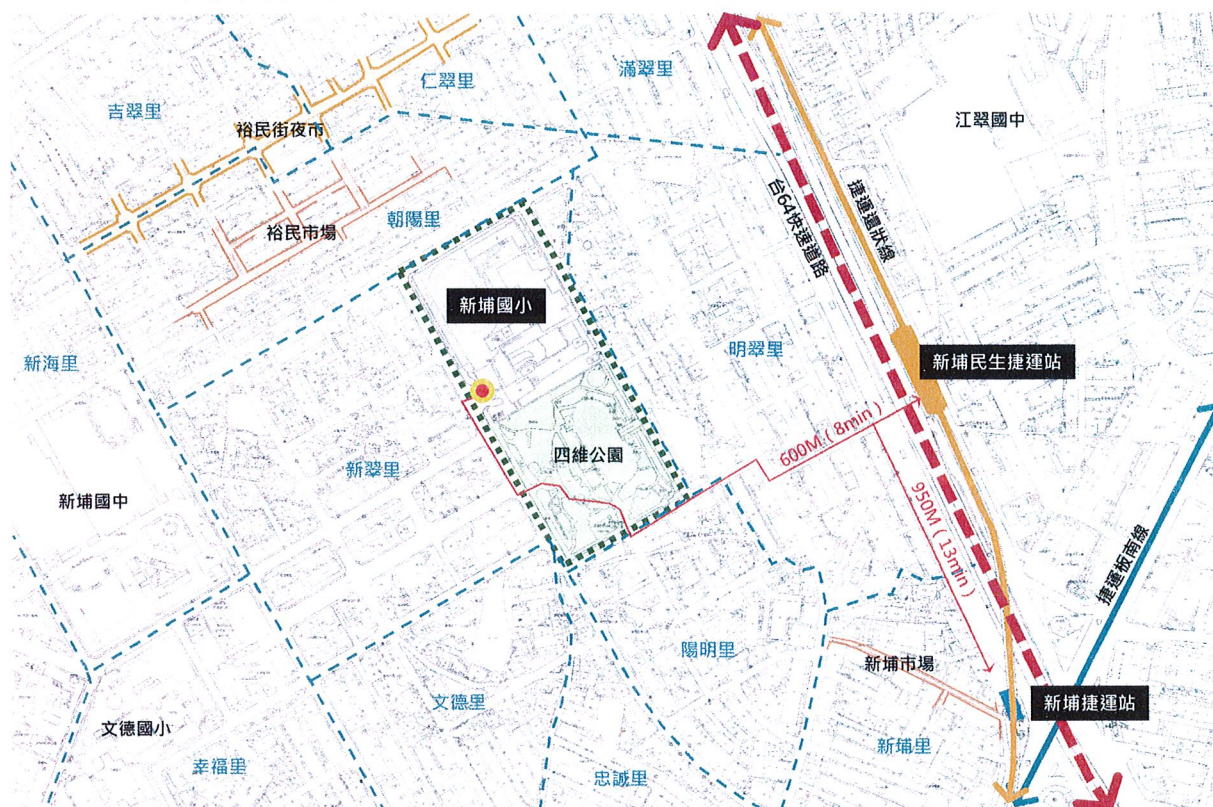 仁翠里
滿翠里
吉翠里
江翠國中
裕民街夜市
台64快速道路
捷運還狀線
朝陽里
裕民市場
新埔國小
新海里
明翠里
新埔民生捷運站
600M ( 8min )
四維公園
新翠里
新埔國中
950M ( 13min )
捷運板南線
陽明里
新埔市場
文德里
新埔捷運站
文德國小
新埔里
幸福里
忠誠里